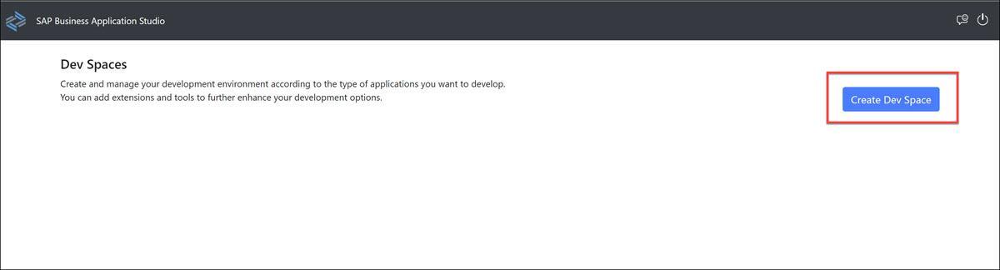 SAP Business Application Studio
Dev Spaces
Create and manage your development environment according to the type of applications you want to develop.
You can add extensions and tools to further enhance your development options.
Create Dev Space